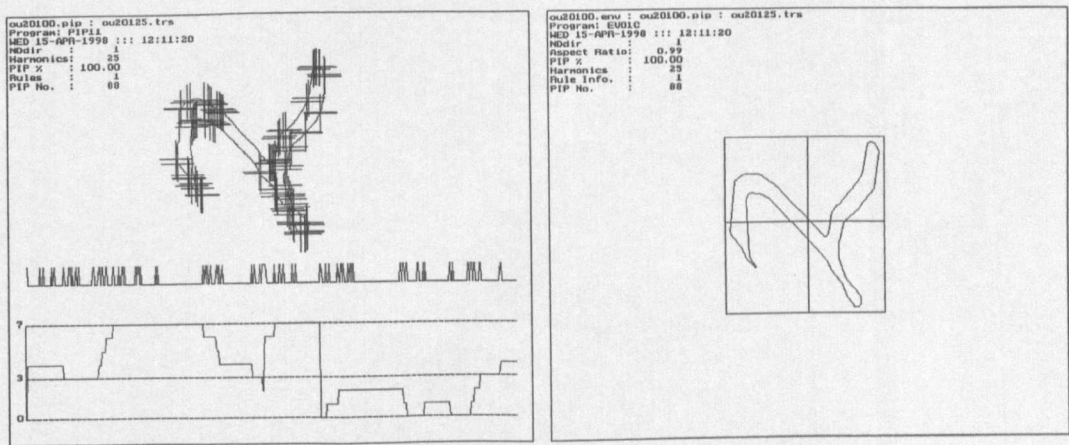 ou20100.pip : ou20125.trs
Program: PIP11
WED 15-APR-1998 ::: 12:11:20
NDdir : 1
Harmonics: 25
PIP % : 100.00
Rules : 1
PIP No. : 88
7
3
0
ou20100.env : ou20100.pip : ou20125.trs
Program: EVO1C
WED 15-APR-1998 ::: 12:11:20
NDdir : 1
Aspect Ratio: 0.99
PIP % : 100.00
Harmonics : 25
Rule Info. : 1
PIP No. : 88